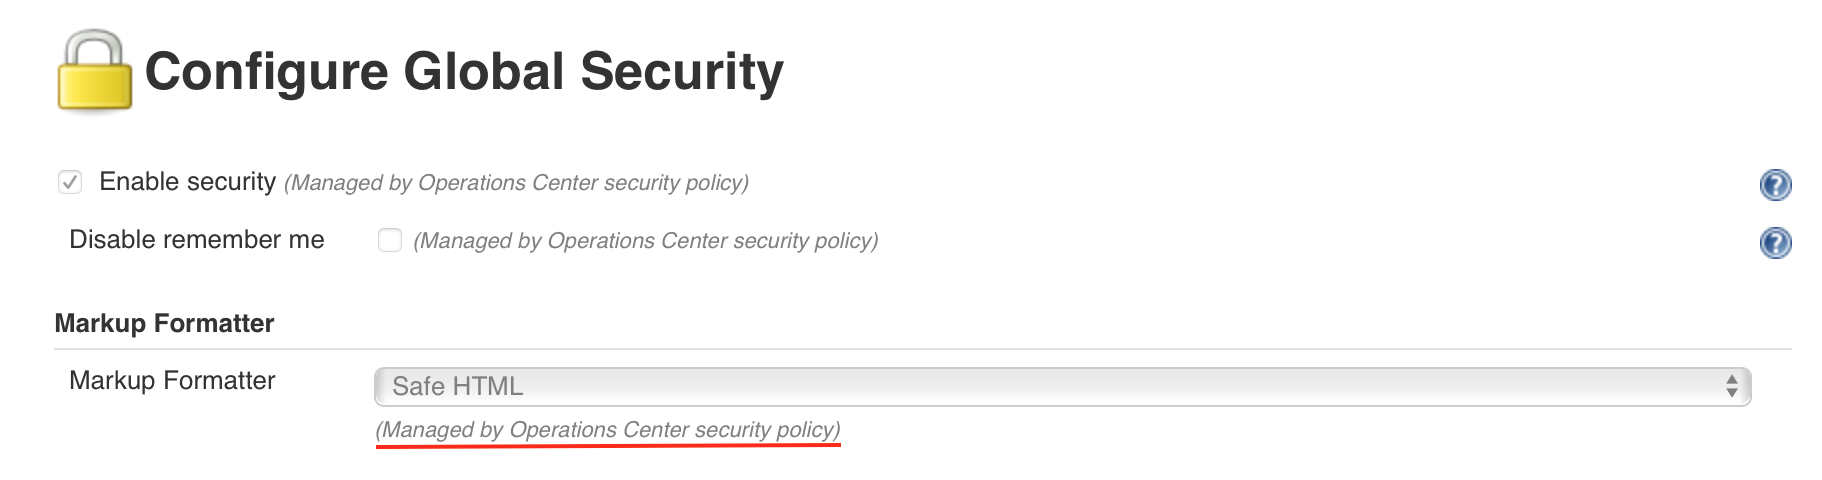 Configure Global Security
Enable security (Managed by Operations Center security policy)
Disable remember me (Managed by Operations Center security policy)
Markup Formatter
Markup Formatter Safe HTML
(Managed by Operations Center security policy)